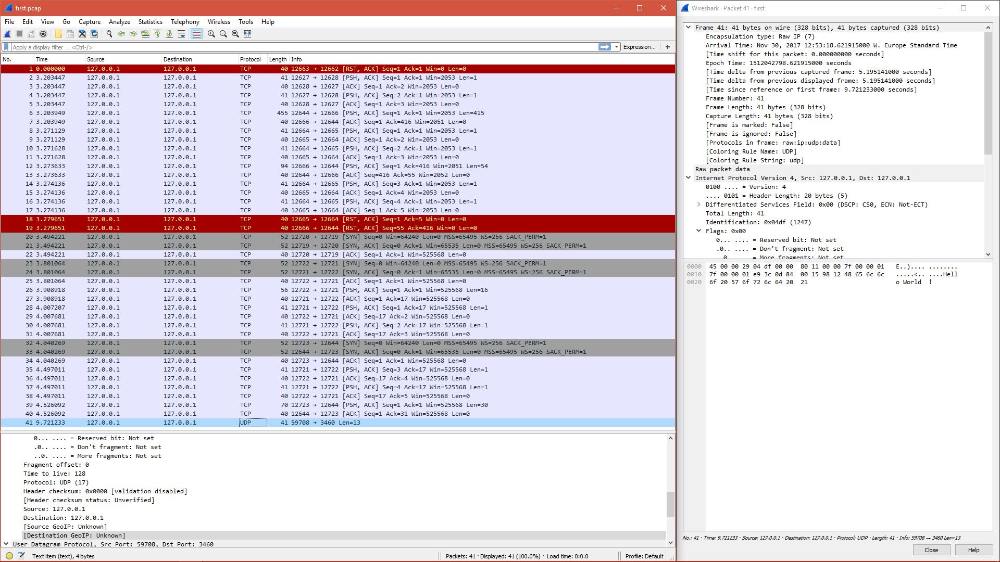 first.pcap
File Edit View Go Capture Analyze Statistics Telephony Wireless Tools Help
Apply a display filter ... <Ctrl-/>
Expression... +
No. Time Source Destination Protocol Length Info
1 0.000000 127.0.0.1 127.0.0.1 TCP 40 12663 → 12662 [RST, ACK] Seq=1 Ack=1 Win=0 Len=0
2 3.203447 127.0.0.1 127.0.0.1 TCP 41 12627 → 12628 [PSH, ACK] Seq=1 Ack=1 Win=2053 Len=1
3 3.203447 127.0.0.1 127.0.0.1 TCP 40 12628 → 12627 [ACK] Seq=1 Ack=2 Win=2053 Len=0
4 3.203447 127.0.0.1 127.0.0.1 TCP 41 12627 → 12628 [PSH, ACK] Seq=2 Ack=1 Win=2053 Len=1
5 3.203447 127.0.0.1 127.0.0.1 TCP 40 12628 → 12627 [ACK] Seq=1 Ack=3 Win=2053 Len=0
6 3.203949 127.0.0.1 127.0.0.1 TCP 455 12644 → 12666 [PSH, ACK] Seq=1 Ack=1 Win=2053 Len=415
7 3.203949 127.0.0.1 127.0.0.1 TCP 40 12666 → 12644 [ACK] Seq=1 Ack=416 Win=2051 Len=0
8 3.271129 127.0.0.1 127.0.0.1 TCP 41 12664 → 12665 [PSH, ACK] Seq=1 Ack=1 Win=2053 Len=1
9 3.271129 127.0.0.1 127.0.0.1 TCP 40 12665 → 12664 [ACK] Seq=1 Ack=2 Win=2053 Len=0
10 3.271628 127.0.0.1 127.0.0.1 TCP 41 12664 → 12665 [PSH, ACK] Seq=2 Ack=1 Win=2053 Len=1
11 3.271628 127.0.0.1 127.0.0.1 TCP 40 12665 → 12664 [ACK] Seq=1 Ack=3 Win=2053 Len=0
12 3.273633 127.0.0.1 127.0.0.1 TCP 94 12666 → 12644 [PSH, ACK] Seq=1 Ack=416 Win=2051 Len=54
13 3.273633 127.0.0.1 127.0.0.1 TCP 40 12644 → 12666 [ACK] Seq=416 Ack=55 Win=2052 Len=0
14 3.274136 127.0.0.1 127.0.0.1 TCP 41 12664 → 12665 [PSH, ACK] Seq=3 Ack=1 Win=2053 Len=1
15 3.274136 127.0.0.1 127.0.0.1 TCP 40 12665 → 12664 [ACK] Seq=1 Ack=4 Win=2053 Len=0
16 3.274136 127.0.0.1 127.0.0.1 TCP 41 12664 → 12665 [PSH, ACK] Seq=4 Ack=1 Win=2053 Len=1
17 3.274136 127.0.0.1 127.0.0.1 TCP 40 12665 → 12664 [ACK] Seq=1 Ack=5 Win=2053 Len=0
18 3.279651 127.0.0.1 127.0.0.1 TCP 40 12665 → 12664 [RST, ACK] Seq=1 Ack=5 Win=0 Len=0
19 3.279651 127.0.0.1 127.0.0.1 TCP 40 12666 → 12644 [RST, ACK] Seq=55 Ack=416 Win=0 Len=0
20 3.494221 127.0.0.1 127.0.0.1 TCP 52 12720 → 12719 [SYN] Seq=0 Win=64240 Len=0 MSS=65495 WS=256 SACK_PERM=1
21 3.494221 127.0.0.1 127.0.0.1 TCP 52 12719 → 12720 [SYN, ACK] Seq=0 Ack=1 Win=65535 Len=0 MSS=65495 WS=256 SACK_PERM=1
22 3.494221 127.0.0.1 127.0.0.1 TCP 40 12720 → 12719 [ACK] Seq=1 Ack=1 Win=525568 Len=0
23 3.801064 127.0.0.1 127.0.0.1 TCP 52 12722 → 12721 [SYN] Seq=0 Win=64240 Len=0 MSS=65495 WS=256 SACK_PERM=1
24 3.801064 127.0.0.1 127.0.0.1 TCP 52 12721 → 12722 [SYN, ACK] Seq=0 Ack=1 Win=65535 Len=0 MSS=65495 WS=256 SACK_PERM=1
25 3.801064 127.0.0.1 127.0.0.1 TCP 40 12722 → 12721 [ACK] Seq=1 Ack=1 Win=525568 Len=0
26 3.908918 127.0.0.1 127.0.0.1 TCP 56 12722 → 12721 [PSH, ACK] Seq=1 Ack=1 Win=525568 Len=16
27 3.908918 127.0.0.1 127.0.0.1 TCP 40 12721 → 12722 [ACK] Seq=1 Ack=17 Win=525568 Len=0
28 4.007207 127.0.0.1 127.0.0.1 TCP 41 12721 → 12722 [PSH, ACK] Seq=1 Ack=17 Win=525568 Len=1
29 4.007681 127.0.0.1 127.0.0.1 TCP 40 12722 → 12721 [ACK] Seq=17 Ack=2 Win=525568 Len=0
30 4.007681 127.0.0.1 127.0.0.1 TCP 41 12721 → 12722 [PSH, ACK] Seq=2 Ack=17 Win=525568 Len=1
31 4.007681 127.0.0.1 127.0.0.1 TCP 40 12722 → 12721 [ACK] Seq=17 Ack=3 Win=525568 Len=0
32 4.040269 127.0.0.1 127.0.0.1 TCP 52 12723 → 12644 [SYN] Seq=0 Win=64240 Len=0 MSS=65495 WS=256 SACK_PERM=1
33 4.040269 127.0.0.1 127.0.0.1 TCP 52 12644 → 12723 [SYN, ACK] Seq=0 Ack=1 Win=65535 Len=0 MSS=65495 WS=256 SACK_PERM=1
34 4.040269 127.0.0.1 127.0.0.1 TCP 40 12723 → 12644 [ACK] Seq=1 Ack=1 Win=525568 Len=0
35 4.497011 127.0.0.1 127.0.0.1 TCP 41 12721 → 12722 [PSH, ACK] Seq=3 Ack=17 Win=525568 Len=1
36 4.497011 127.0.0.1 127.0.0.1 TCP 40 12722 → 12721 [ACK] Seq=17 Ack=4 Win=525568 Len=0
37 4.497011 127.0.0.1 127.0.0.1 TCP 41 12721 → 12722 [PSH, ACK] Seq=4 Ack=17 Win=525568 Len=1
38 4.497011 127.0.0.1 127.0.0.1 TCP 40 12722 → 12721 [ACK] Seq=17 Ack=5 Win=525568 Len=0
39 4.526092 127.0.0.1 127.0.0.1 TCP 70 12723 → 12644 [PSH, ACK] Seq=1 Ack=1 Win=525568 Len=30
40 4.526092 127.0.0.1 127.0.0.1 TCP 40 12644 → 12723 [ACK] Seq=1 Ack=31 Win=525568 Len=0
41 9.721233 127.0.0.1 127.0.0.1 UDP 41 59708 → 3460 Len=13
0... .... = Reserved bit: Not set
.0.. .... = Don't fragment: Not set
..0. .... = More fragments: Not set
Fragment offset: 0
Time to live: 128
Protocol: UDP (17)
Header checksum: 0x0000 [validation disabled]
[Header checksum status: Unverified]
Source: 127.0.0.1
Destination: 127.0.0.1
[Source GeoIP: Unknown]
[Destination GeoIP: Unknown]
User Datagram Protocol, Src Port: 59708, Dst Port: 3460
Text item (text), 4 bytes
Packets: 41 · Displayed: 41 (100.0%) · Load time: 0:0.0
Profile: Default
Wireshark · Packet 41 · first
Frame 41: 41 bytes on wire (328 bits), 41 bytes captured (328 bits)
Encapsulation type: Raw IP (7)
Arrival Time: Nov 30, 2017 12:53:18.621915000 W. Europe Standard Time
[Time shift for this packet: 0.000000000 seconds]
Epoch Time: 1512042798.621915000 seconds
[Time delta from previous captured frame: 5.195141000 seconds]
[Time delta from previous displayed frame: 5.195141000 seconds]
[Time since reference or first frame: 9.721233000 seconds]
Frame Number: 41
Frame Length: 41 bytes (328 bits)
Capture Length: 41 bytes (328 bits)
[Frame is marked: False]
[Frame is ignored: False]
[Protocols in frame: raw:ip:udp:data]
[Coloring Rule Name: UDP]
[Coloring Rule String: udp]
Raw packet data
Internet Protocol Version 4, Src: 127.0.0.1, Dst: 127.0.0.1
0100 .... = Version: 4
.... 0101 = Header Length: 20 bytes (5)
Differentiated Services Field: 0x00 (DSCP: CS0, ECN: Not-ECT)
Total Length: 41
Identification: 0x04df (1247)
Flags: 0x00
0... .... = Reserved bit: Not set
.0.. .... = Don't fragment: Not set
..0. .... = More fragments: Not set
0000 45 00 00 29 04 df 00 00 80 11 00 00 7f 00 00 01 E..).... ........
0010 7f 00 00 01 e9 3c 0d 84 00 15 98 12 48 65 6c 6c .....<.. ....Hell
0020 6f 20 57 6f 72 6c 64 20 21 o World !
No.: 41 · Time: 9.721233 · Source: 127.0.0.1 · Destination: 127.0.0.1 · Protocol: UDP · Length: 41 · Info: 59708 → 3460 Len=13
Close Help